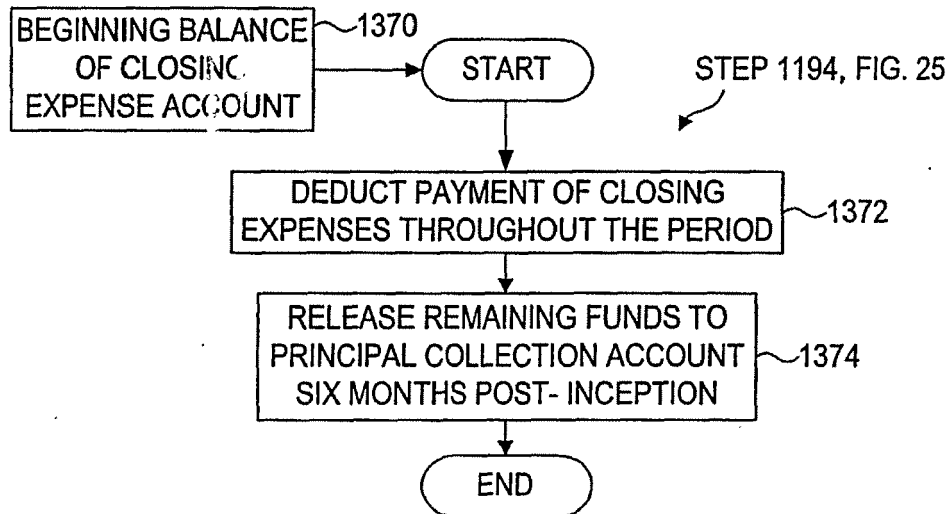 BEGINNING BALANCE
OF CLOSING
EXPENSE ACCOUNT
1370
START
STEP 1194, FIG. 25
DEDUCT PAYMENT OF CLOSING
EXPENSES THROUGHOUT THE PERIOD
1372
RELEASE REMAINING FUNDS TO
PRINCIPAL COLLECTION ACCOUNT
SIX MONTHS POST- INCEPTION
1374
END